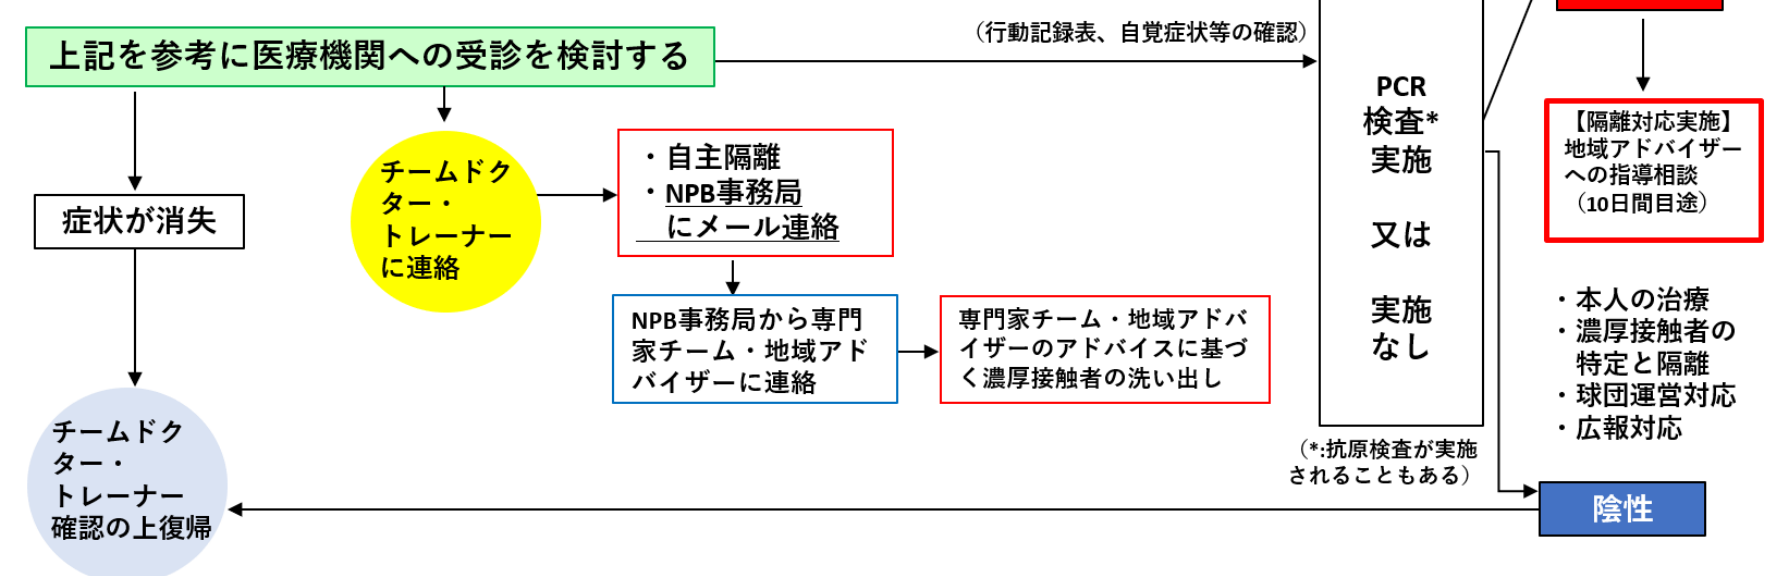 上記を参考に医療機関への受診を検討する
（行動記録表、自覚症状等の確認）
症状が消失
チームドク
ター・
トレーナー
に連絡
・自主隔離
・NPB事務局
にメール連絡
NPB事務局から専門
家チーム・地域アド
バイザーに連絡
専門家チーム・地域アドバ
イザーのアドバイスに基づ
く濃厚接触者の洗い出し
PCR
検査*
実施
又は
実施
なし
（*:抗原検査が実施
されることもある）
【隔離対応実施】
地域アドバイザー
への指導相談
（10日間目途）
・本人の治療
・濃厚接触者の
特定と隔離
・球団運営対応
・広報対応
陰性
チームドク
ター・
トレーナー
確認の上復帰